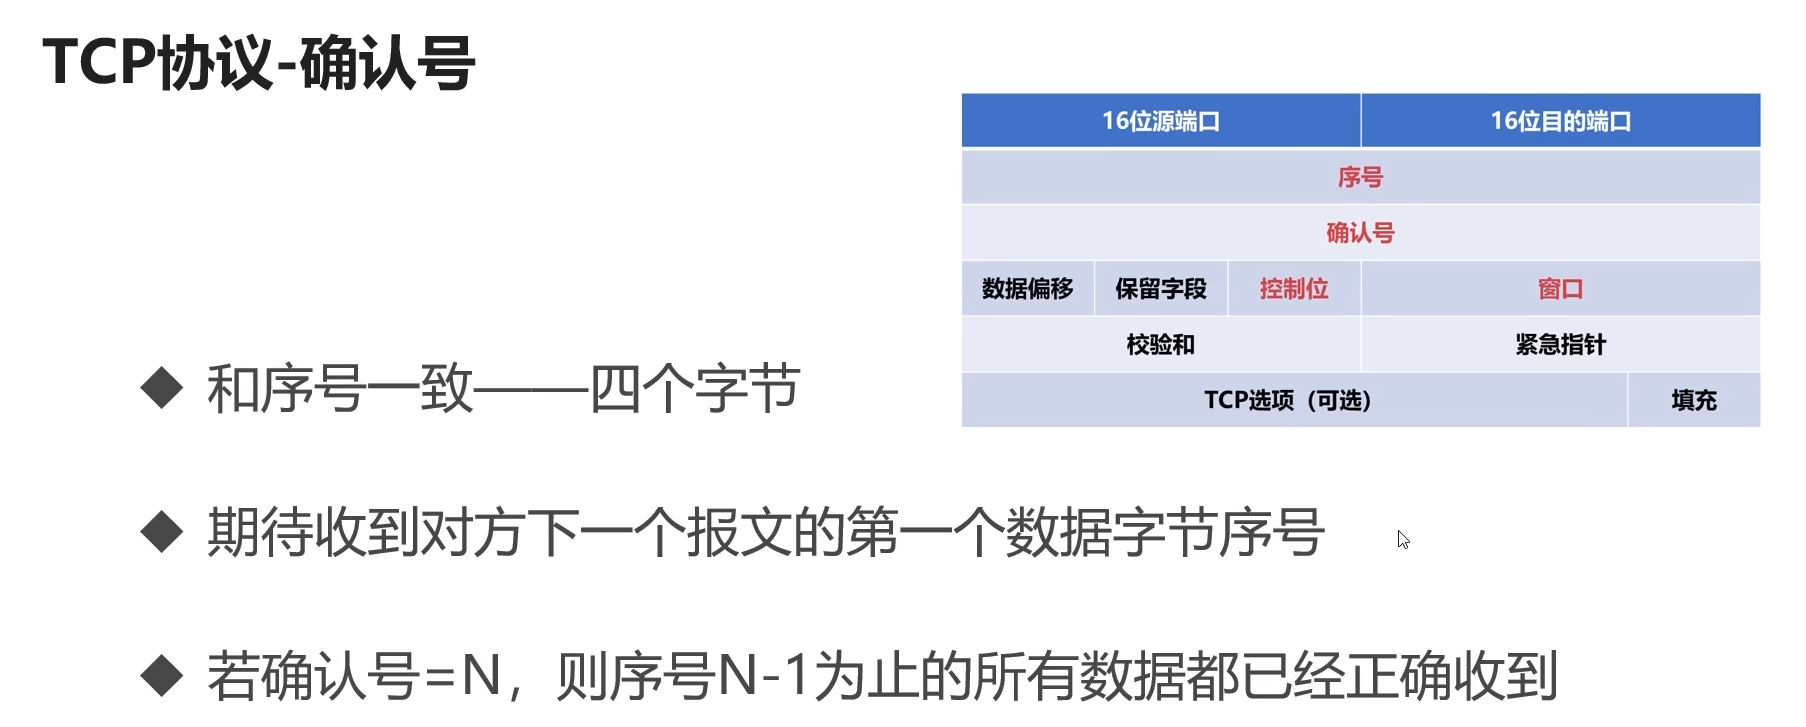 TCP协议-确认号
16位源端口 16位目的端口
序号
确认号
数据偏移 保留字段 控制位 窗口
校验和 紧急指针
TCP选项（可选） 填充
◆ 和序号一致——四个字节
◆ 期待收到对方下一个报文的第一个数据字节序号
◆ 若确认号=N，则序号N-1为止的所有数据都已经正确收到